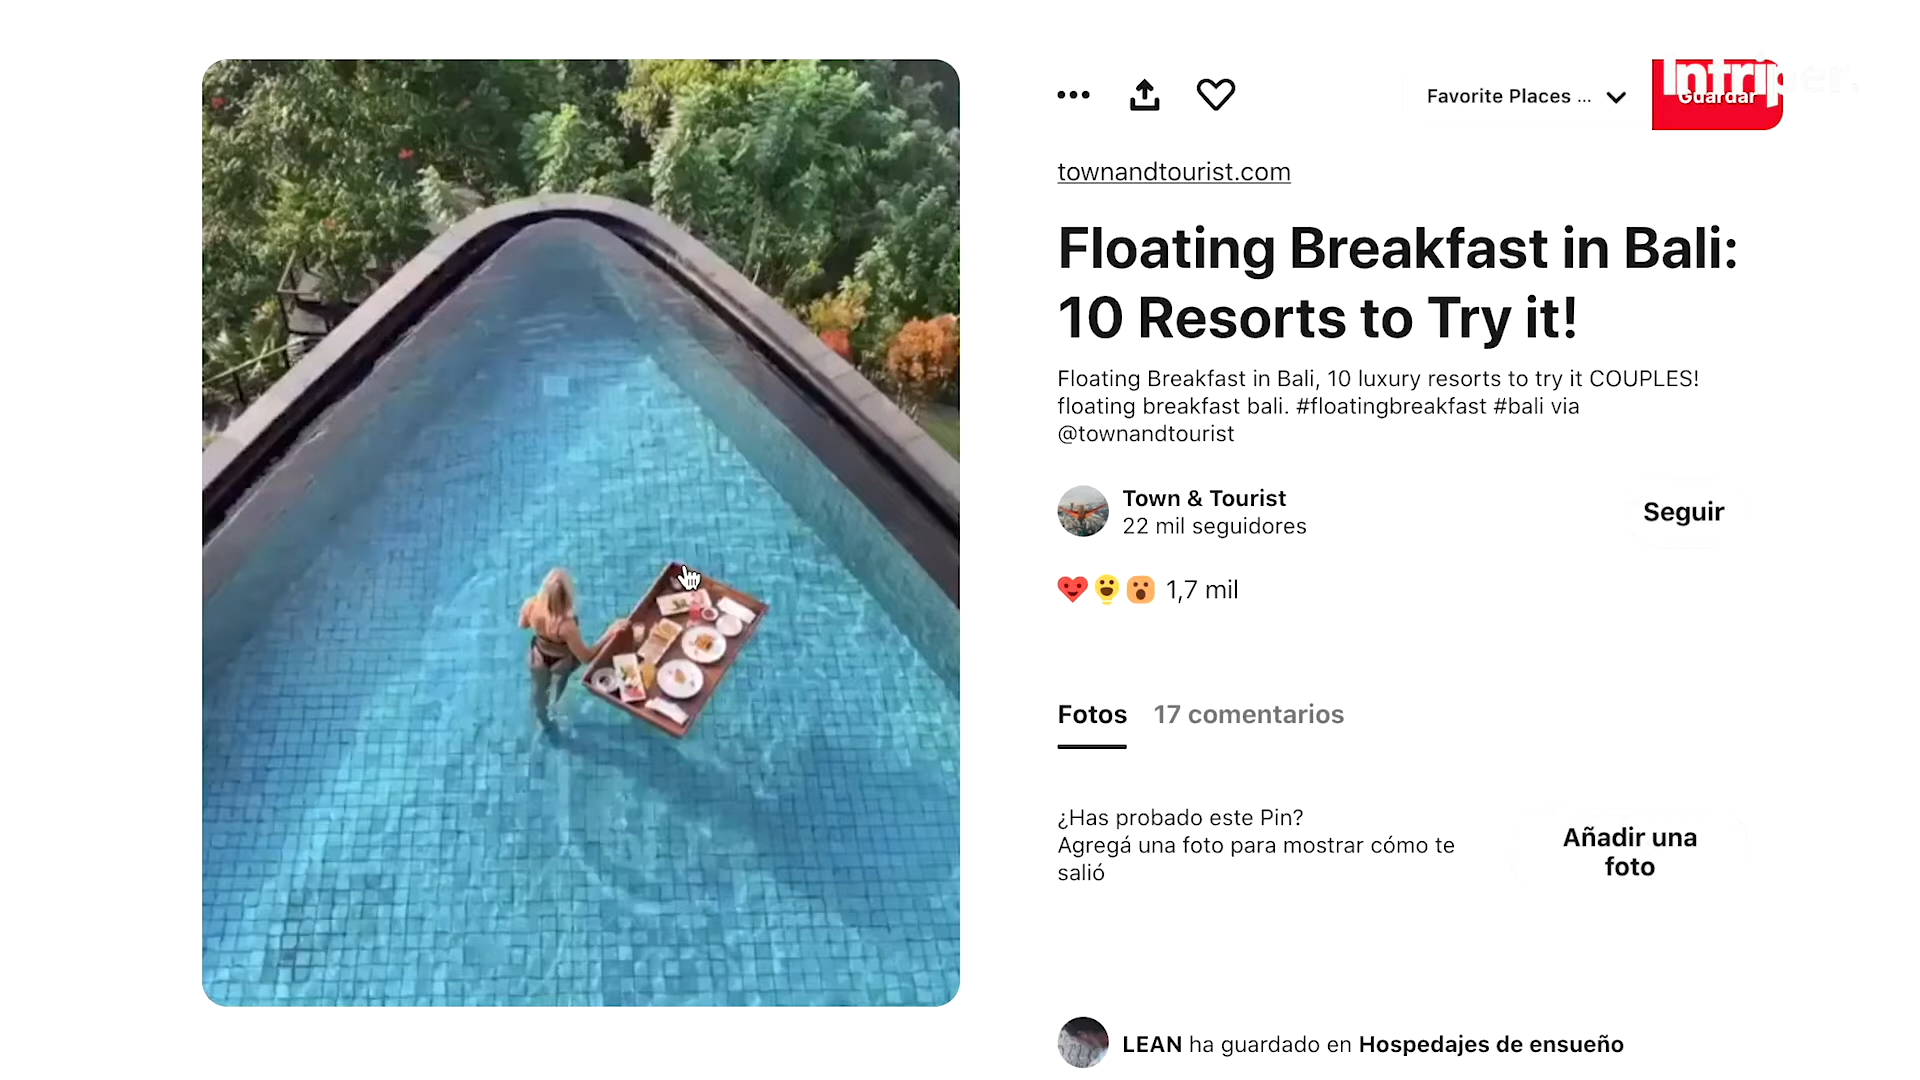 Favorite Places ...
Guardar
Intriper.
townandtourist.com
Floating Breakfast in Bali:
10 Resorts to Try it!
Floating Breakfast in Bali, 10 luxury resorts to try it COUPLES!
floating breakfast bali. #floatingbreakfast #bali via
@townandtourist
Town & Tourist
22 mil seguidores
Seguir
1,7 mil
Fotos 17 comentarios
¿Has probado este Pin?
Agregá una foto para mostrar cómo te
salió
Añadir una
foto
LEAN ha guardado en Hospedajes de ensueño